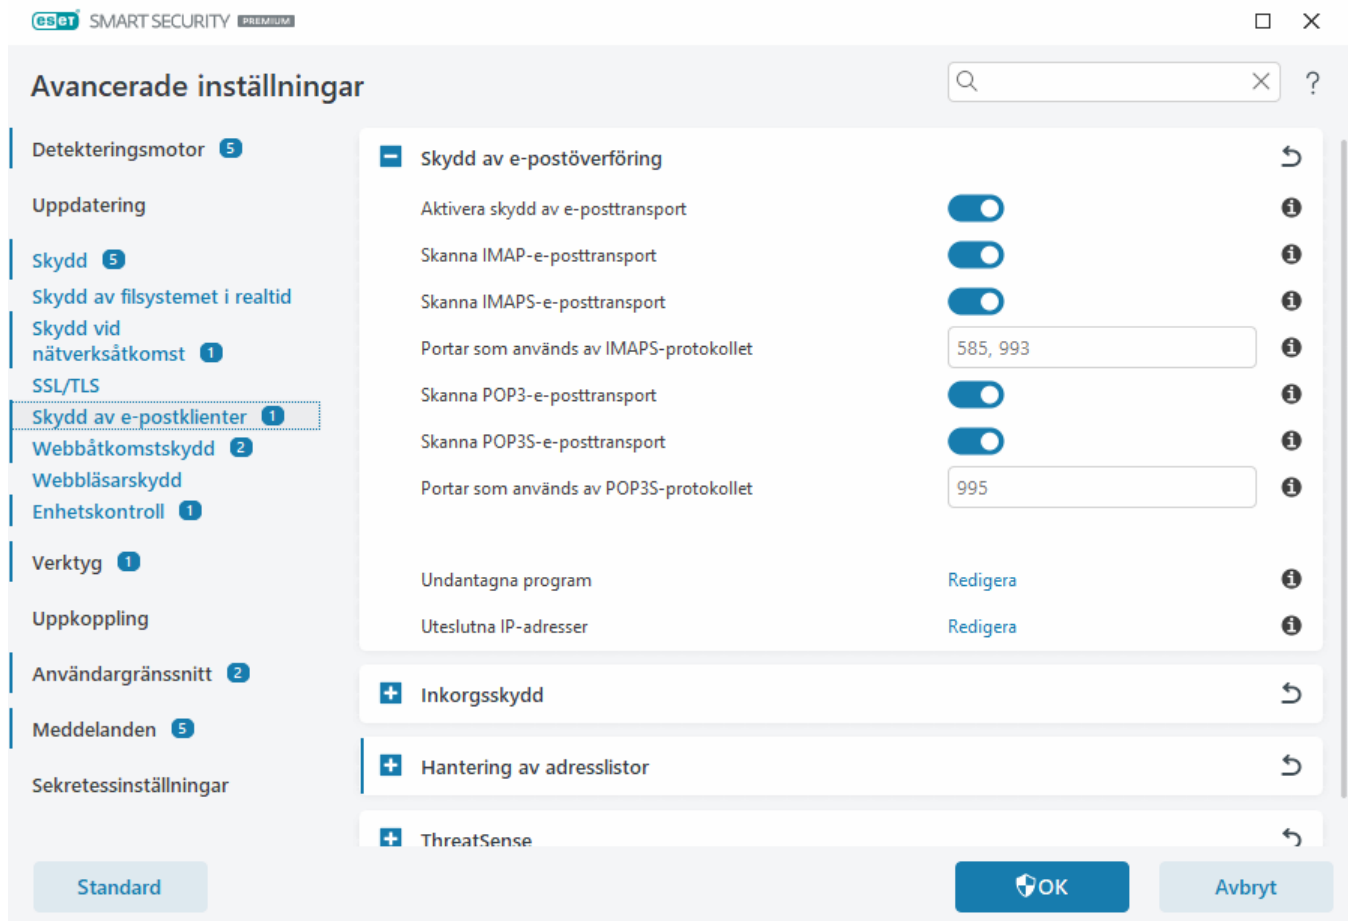 eset SMART SECURITY PREMIUM
Avancerade inställningar
?
Detekteringsmotor 5
Uppdatering
Skydd 5
Skydd av filsystemet i realtid
Skydd vid
nätverksåtkomst 1
SSL/TLS
Skydd av e-postklienter 1
Webbåtkomstskydd 2
Webbläsarskydd
Enhetskontroll 1
Verktyg 1
Uppkoppling
Användargränssnitt 2
Meddelanden 5
Sekretessinställningar
Skydd av e-postöverföring
Aktivera skydd av e-posttransport
Skanna IMAP-e-posttransport
Skanna IMAPS-e-posttransport
Portar som används av IMAPS-protokollet 585, 993
Skanna POP3-e-posttransport
Skanna POP3S-e-posttransport
Portar som används av POP3S-protokollet 995
Undantagna program Redigera
Uteslutna IP-adresser Redigera
Inkorgsskydd
Hantering av adresslistor
ThreatSense
Standard OK Avbryt